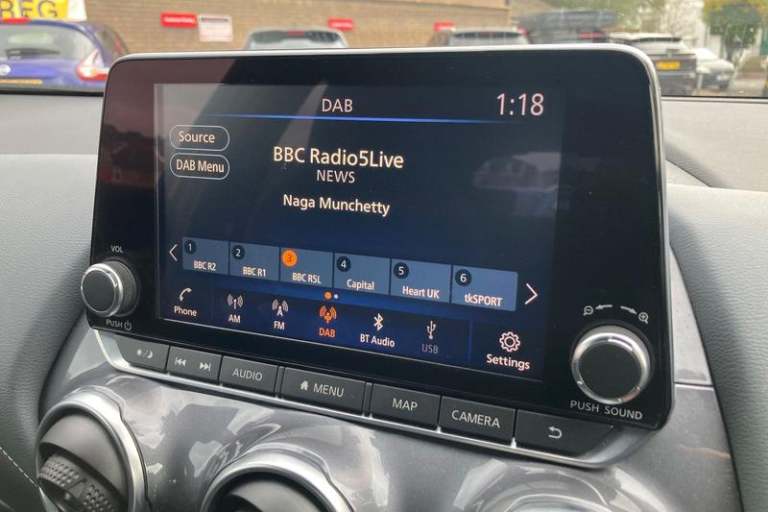 BEG
DAB
1:18
Source
DAB Menu
BBC Radio5Live
NEWS
Naga Munchetty
1 BBC R2
2 BBC R1
3 BBC R5L
4 Capital
5 Heart UK
6 tkSPORT
Phone
AM
FM
DAB
BT Audio
USB
Settings
VOL
PUSH
AUDIO
MENU
MAP
CAMERA
PUSH SOUND